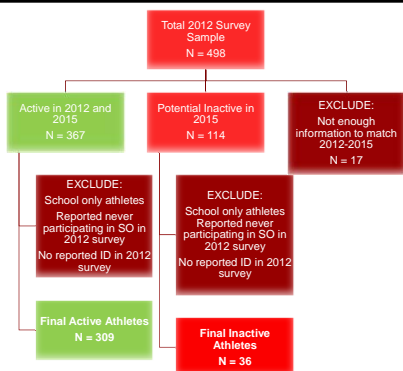 Total 2012 Survey
Sample
N = 498
Active in 2012 and
2015
N = 367
Potential Inactive in
2015
N = 114
EXCLUDE:
Not enough
information to match
2012-2015
N = 17
EXCLUDE:
School only athletes
Reported never
participating in SO in
2012 survey
No reported ID in 2012
survey
EXCLUDE:
School only athletes
Reported never
participating in SO in
2012 survey
No reported ID in 2012
survey
Final Active Athletes
N = 309
Final Inactive
Athletes
N = 36